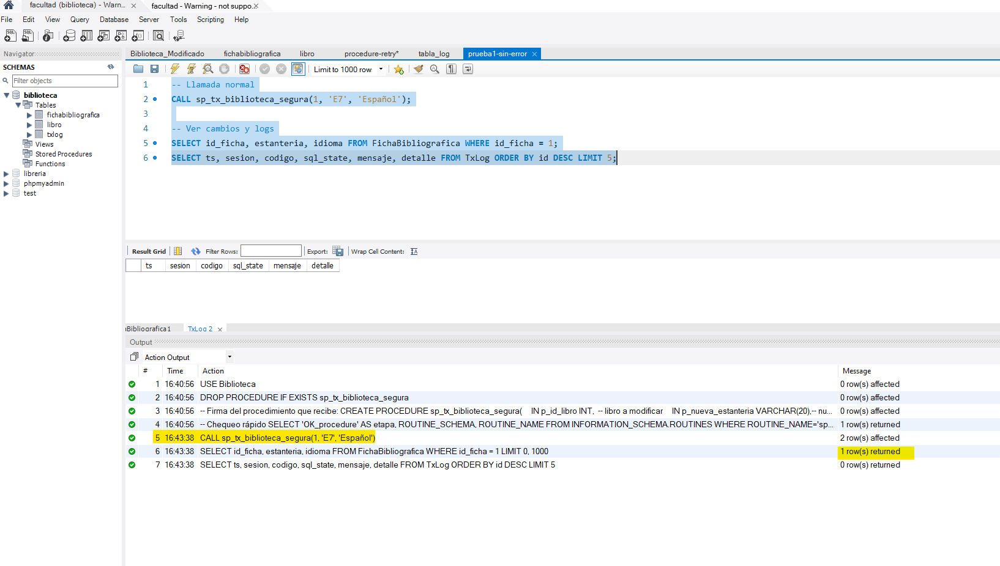 facultad (biblioteca) - Warn...
facultad - Warning - not suppo...
File Edit View Query Database Server Tools Scripting Help
Navigator
SCHEMAS
Filter objects
biblioteca
Tables
fichabibliografica
libro
txlog
Views
Stored Procedures
Functions
libreria
phpmyadmin
test
Biblioteca_Modificado fichabibliografica libro procedure-retry* tabla_log prueba1-sin-error
Limit to 1000 row:
1 -- Llamada normal
2 CALL sp_tx_biblioteca_segura(1, 'E7', 'Español');
3
4 -- Ver cambios y logs
5 SELECT id_ficha, estanteria, idioma FROM FichaBibliografica WHERE id_ficha = 1;
6 SELECT ts, sesion, codigo, sql_state, mensaje, detalle FROM TxLog ORDER BY id DESC LIMIT 5;
Result Grid Filter Rows: Export: Wrap Cell Content:
ts sesion codigo sql_state mensaje detalle
aBibliografica1 TxLog 2
Output
Action Output
# Time Action Message
1 16:40:56 USE Biblioteca 0 row(s) affected
2 16:40:56 DROP PROCEDURE IF EXISTS sp_tx_biblioteca_segura 0 row(s) affected
3 16:40:56 -- Firma del procedimiento que recibe: CREATE PROCEDURE sp_tx_biblioteca_segura( IN p_id_libro INT, -- libro a modificar IN p_nueva_estanteria VARCHAR(20),-- nu... 0 row(s) affected
4 16:40:56 -- Chequeo rápido SELECT 'OK_procedure' AS etapa, ROUTINE_SCHEMA, ROUTINE_NAME FROM INFORMATION_SCHEMA.ROUTINES WHERE ROUTINE_NAME='sp... 1 row(s) returned
5 16:43:38 CALL sp_tx_biblioteca_segura(1, 'E7', 'Español') 2 row(s) affected
6 16:43:38 SELECT id_ficha, estanteria, idioma FROM FichaBibliografica WHERE id_ficha = 1 LIMIT 0, 1000 1 row(s) returned
7 16:43:38 SELECT ts, sesion, codigo, sql_state, mensaje, detalle FROM TxLog ORDER BY id DESC LIMIT 5 0 row(s) returned